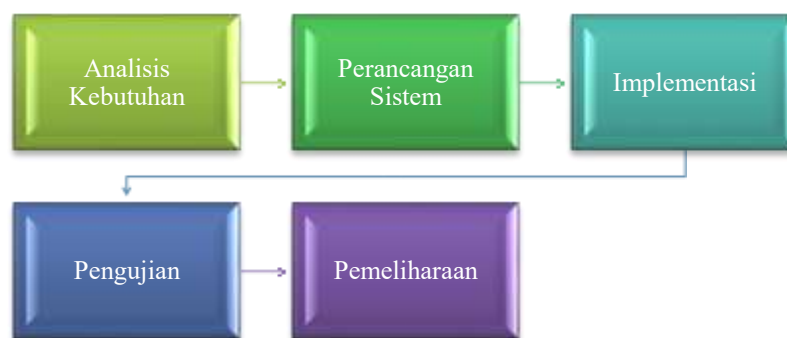 Analisis
Kebutuhan
Perancangan
Sistem
Implementasi
Pengujian
Pemeliharaan